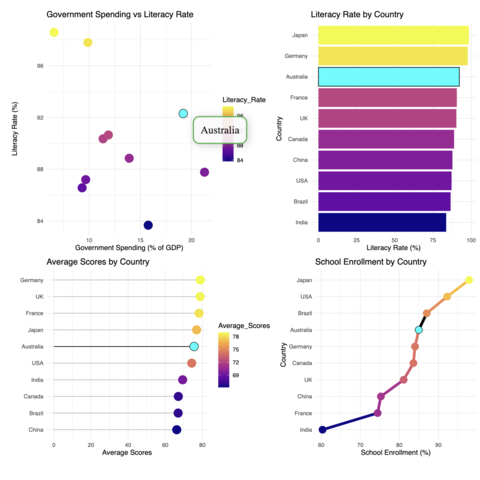 Government Spending vs Literacy Rate
Literacy Rate (%)
96
92
88
84
10
15
20
Government Spending (% of GDP)
Literacy_Rate
88
84
Australia
Literacy Rate by Country
Country
Japan
Germany
Australia
France
UK
Canada
China
USA
Brazil
India
0
25
50
75
100
Literacy Rate (%)
Average Scores by Country
Germany
UK
France
Japan
Australia
USA
India
Canada
Brazil
China
0
20
40
60
80
Average Scores
Average_Scores
78
75
72
69
School Enrollment by Country
Country
Japan
USA
Brazil
Australia
Germany
Canada
UK
China
France
India
60
70
80
90
School Enrollment (%)